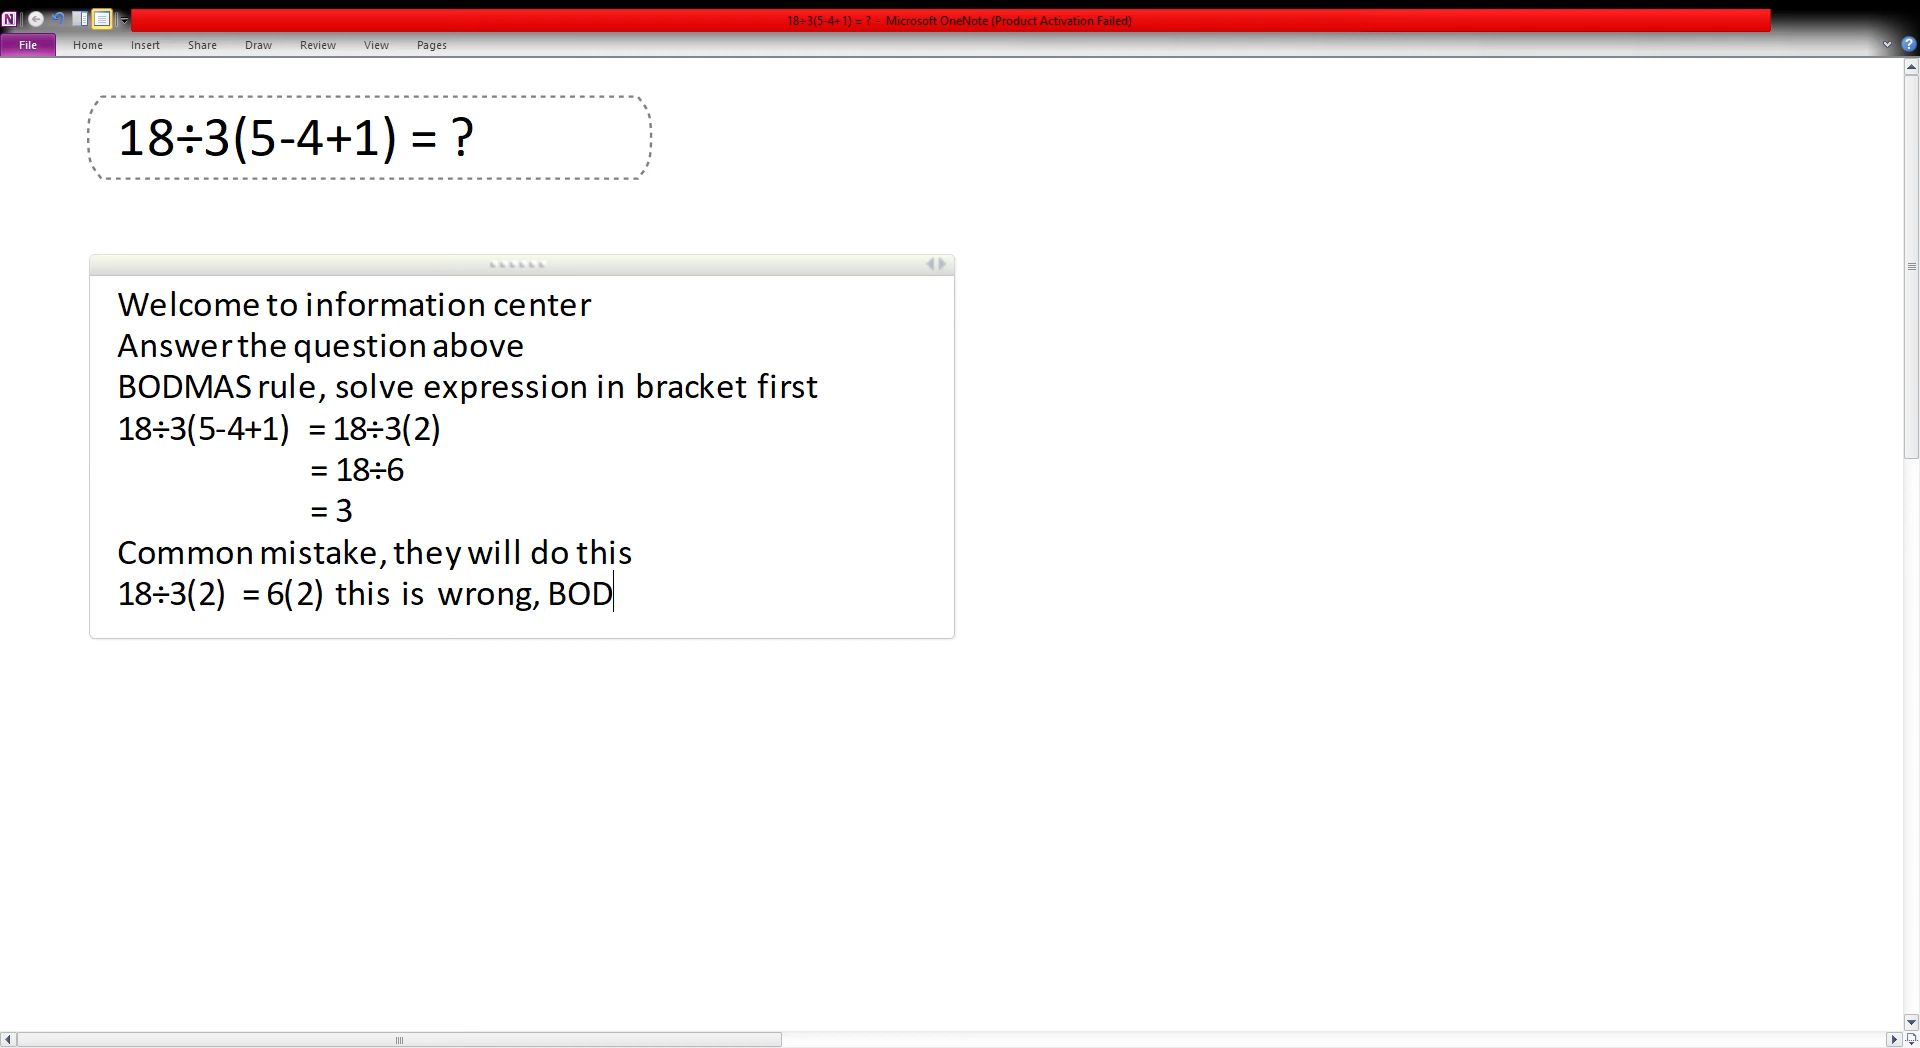 18÷3(5-4+1) = ? - Microsoft OneNote (Product Activation Failed)
File Home Insert Share Draw Review View Pages
18÷3(5-4+1) = ?
Welcome to information center
Answer the question above
BODMAS rule, solve expression in bracket first
18÷3(5-4+1) = 18÷3(2)
= 18÷6
= 3
Common mistake, they will do this
18÷3(2) = 6(2) this is wrong, BOD